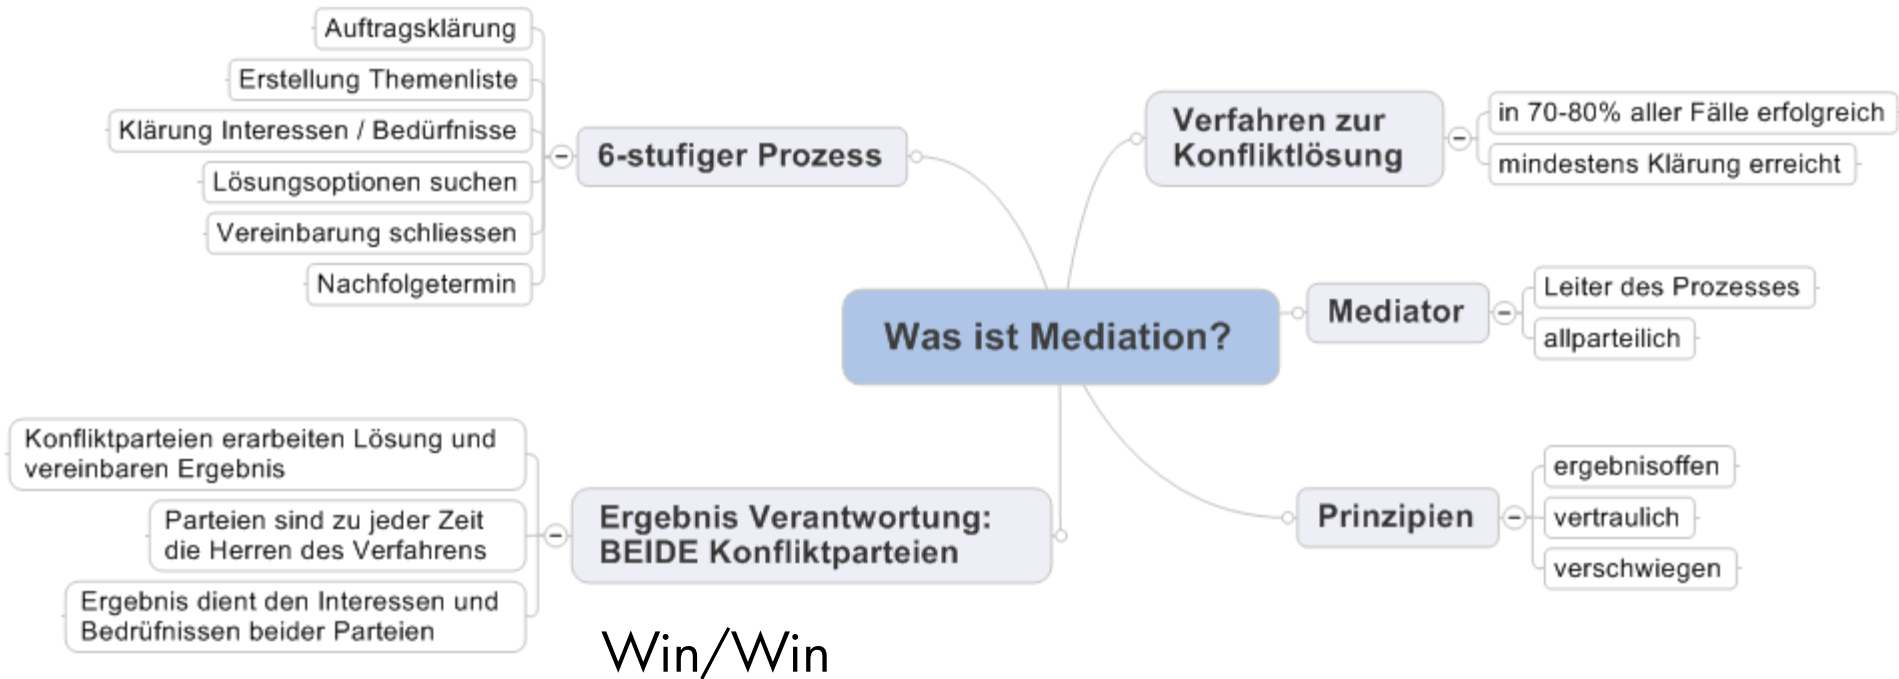 Auftragsklärung
Erstellung Themenliste
Klärung Interessen / Bedürfnisse
Lösungsoptionen suchen
Vereinbarung schliessen
Nachfolgetermin
6-stufiger Prozess
Verfahren zur
Konfliktlösung
in 70-80% aller Fälle erfolgreich
mindestens Klärung erreicht
Was ist Mediation?
Mediator
Leiter des Prozesses
allparteilich
Konfliktparteien erarbeiten Lösung und
vereinbaren Ergebnis
Parteien sind zu jeder Zeit
die Herren des Verfahrens
Ergebnis dient den Interessen und
Bedrüfnissen beider Parteien
Ergebnis Verantwortung:
BEIDE Konfliktparteien
Prinzipien
ergebnisoffen
vertraulich
verschwiegen
Win/Win